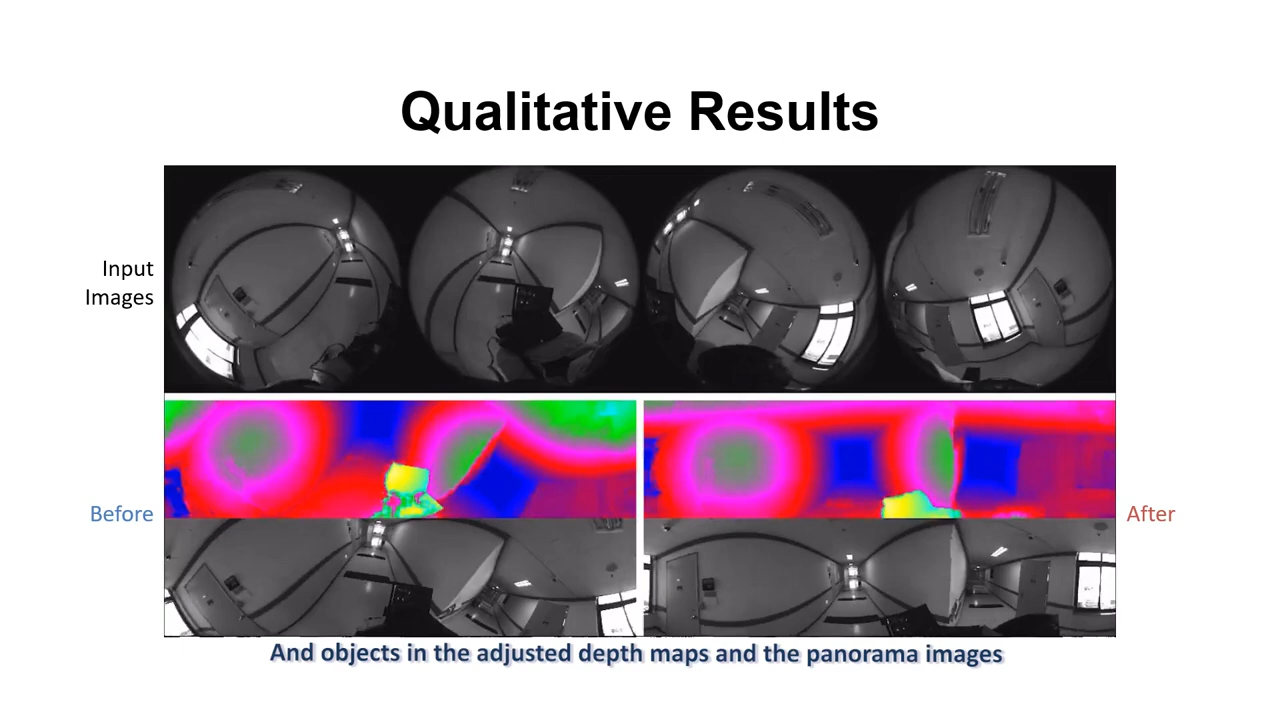 Qualitative Results
Input
Images
Before
After
And objects in the adjusted depth maps and the panorama images